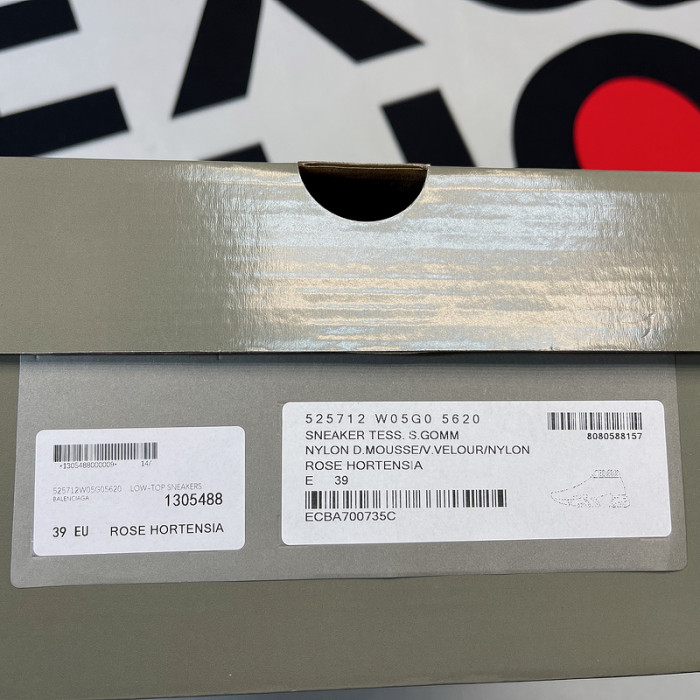 525712 W05G0 5620
8080588157
SNEAKER TESS. S.GOMM
NYLON D.MOUSSE/V.VELOUR/NYLON
ROSE HORTENSIA
E 39
ECBA700735C
*1305488000009* 14/
525712W05G05620 LOW-TOP SNEAKERS
BALENCIAGA
1305488
39 EU ROSE HORTENSIA